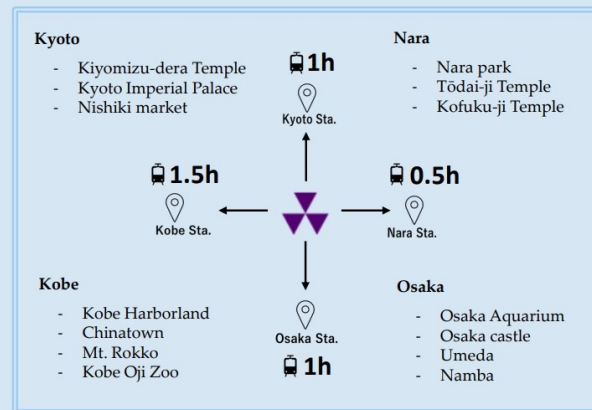 Kyoto
- Kiyomizu-dera Temple
- Kyoto Imperial Palace
- Nishiki market
1h
Kyoto Sta.
Nara
- Nara park
- Tōdai-ji Temple
- Kofuku-ji Temple
1.5h
Kobe Sta.
0.5h
Nara Sta.
Kobe
- Kobe Harborland
- Chinatown
- Mt. Rokko
- Kobe Oji Zoo
Osaka Sta.
1h
Osaka
- Osaka Aquarium
- Osaka castle
- Umeda
- Namba